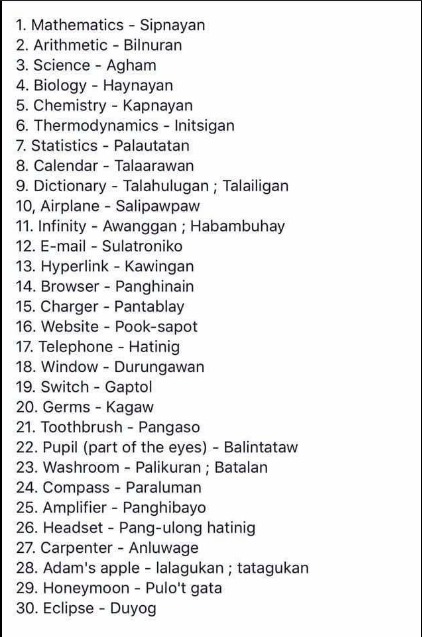 1. Mathematics - Sipnayan
2. Arithmetic - Bilnuran
3. Science - Agham
4. Biology - Haynayan
5. Chemistry - Kapnayan
6. Thermodynamics - Initsigan
7. Statistics - Palautatan
8. Calendar - Talaarawan
9. Dictionary - Talahulugan ; Talailigan
10, Airplane - Salipawpaw
11. Infinity - Awanggan ; Habambuhay
12. E-mail - Sulatroniko
13. Hyperlink - Kawingan
14. Browser - Panghinain
15. Charger - Pantablay
16. Website - Pook-sapot
17. Telephone - Hatinig
18. Window - Durungawan
19. Switch - Gaptol
20. Germs - Kagaw
21. Toothbrush - Pangaso
22. Pupil (part of the eyes) - Balintataw
23. Washroom - Palikuran ; Batalan
24. Compass - Paraluman
25. Amplifier - Panghibayo
26. Headset - Pang-ulong hatinig
27. Carpenter - Anluwage
28. Adam's apple - lalagukan ; tatagukan
29. Honeymoon - Pulo't gata
30. Eclipse - Duyog